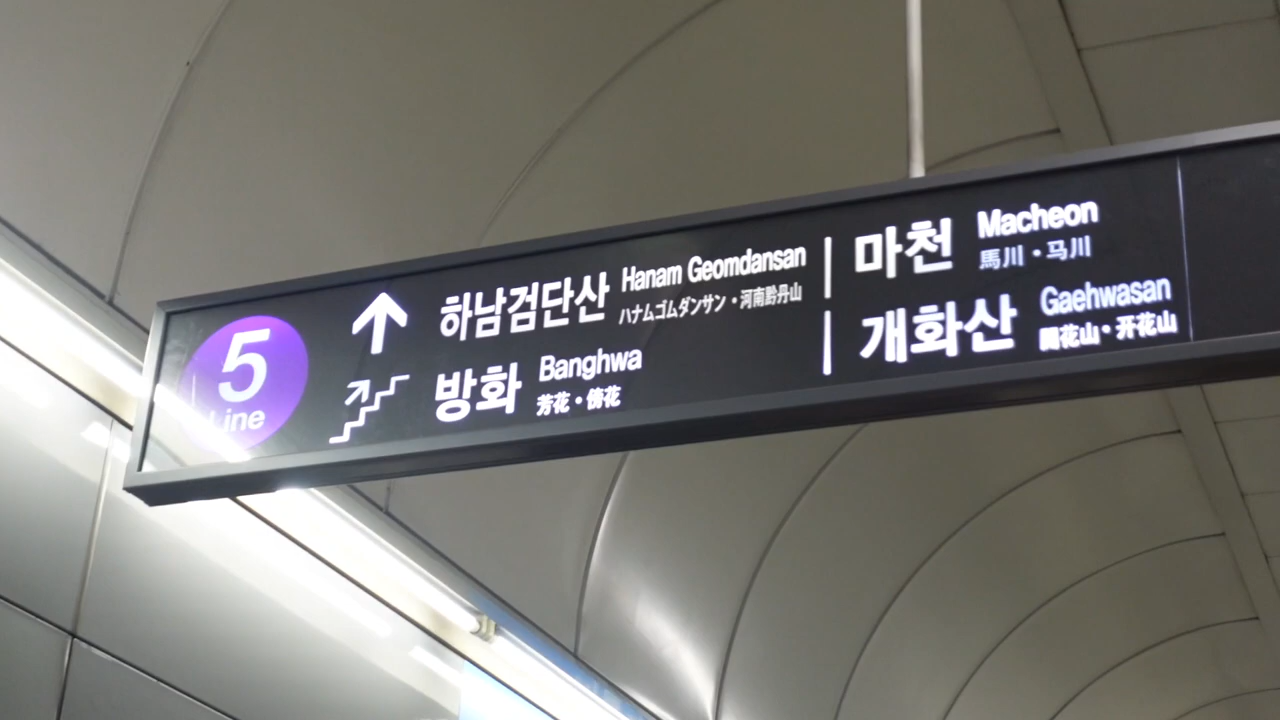 5
Line
하남검단산 Hanam Geomdansan
ハナムゴムダンサン・河南黔丹山
방화 Banghwa
芳花・傍花
마천 Macheon
馬川・马川
개화산 Gaehwasan
開花山・开花山